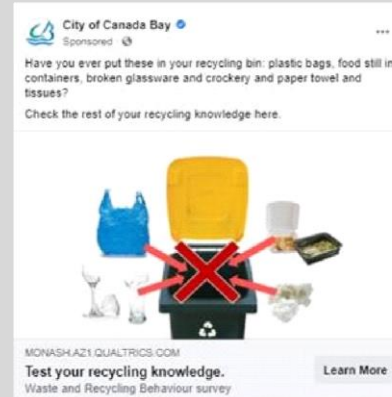 City of Canada Bay
Sponsored
Have you ever put these in your recycling bin: plastic bags, food still in
containers, broken glassware and crockery and paper towel and
tissues?
Check the rest of your recycling knowledge here.
MONASH.AZ1.QUALTRICS.COM
Test your recycling knowledge.
Learn More
Waste and Recycling Behaviour survey